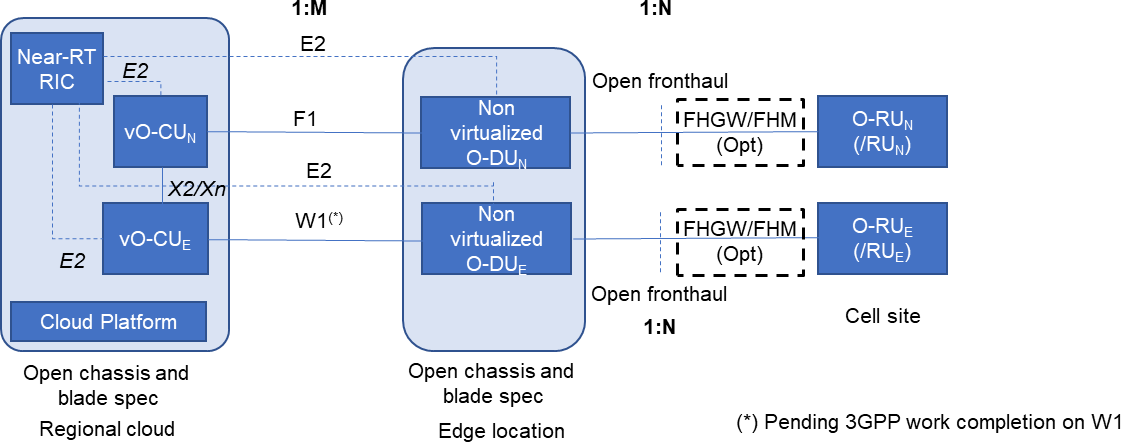 1:M
1:N
Near-RT
RIC
E2
E2
vO-CUN
F1
Non
virtualized
O-DUN
Open fronthaul
FHGW/FHM
(Opt)
O-RUN
(/RUN)
E2
X2/Xn
vO-CUE
W1(*)
Non
virtualized
O-DUE
FHGW/FHM
(Opt)
O-RUE
(/RUE)
E2
Open fronthaul
1:N
Cloud Platform
Cell site
Open chassis and
blade spec
Regional cloud
Open chassis and
blade spec
Edge location
(*) Pending 3GPP work completion on W1